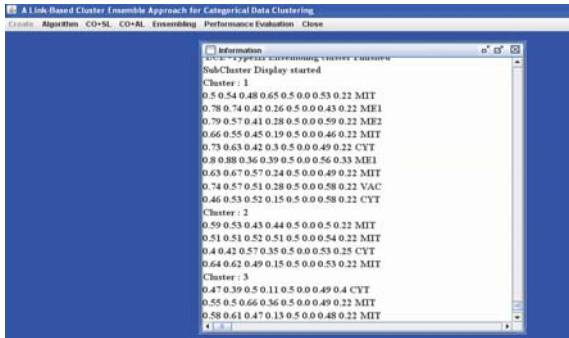 A Link-Based Cluster Ensemble Approach for Categorical Data Clustering
Create Algorithm CO+SL CO+AL Ensembling Performance Evaluation Close
Information
Ensembling cluster Finished
SubCluster Display started
Cluster : 1
0.5 0.54 0.48 0.65 0.5 0.0 0.53 0.22 MIT
0.78 0.74 0.42 0.26 0.5 0.0 0.43 0.22 ME1
0.79 0.57 0.41 0.28 0.5 0.0 0.59 0.22 ME2
0.66 0.55 0.45 0.19 0.5 0.0 0.46 0.22 MIT
0.73 0.63 0.42 0.3 0.5 0.0 0.49 0.22 CYT
0.8 0.88 0.36 0.39 0.5 0.0 0.56 0.33 ME1
0.63 0.67 0.57 0.24 0.5 0.0 0.49 0.22 MIT
0.74 0.57 0.51 0.28 0.5 0.0 0.58 0.22 VAC
0.46 0.53 0.52 0.15 0.5 0.0 0.58 0.22 CYT
Cluster : 2
0.59 0.53 0.43 0.44 0.5 0.0 0.5 0.22 MIT
0.51 0.51 0.52 0.51 0.5 0.0 0.54 0.22 MIT
0.4 0.42 0.57 0.35 0.5 0.0 0.53 0.25 CYT
0.64 0.62 0.49 0.15 0.5 0.0 0.53 0.22 MIT
Cluster : 3
0.47 0.39 0.5 0.11 0.5 0.0 0.49 0.4 CYT
0.55 0.5 0.66 0.36 0.5 0.0 0.49 0.22 MIT
0.58 0.61 0.47 0.13 0.5 0.0 0.48 0.22 MIT